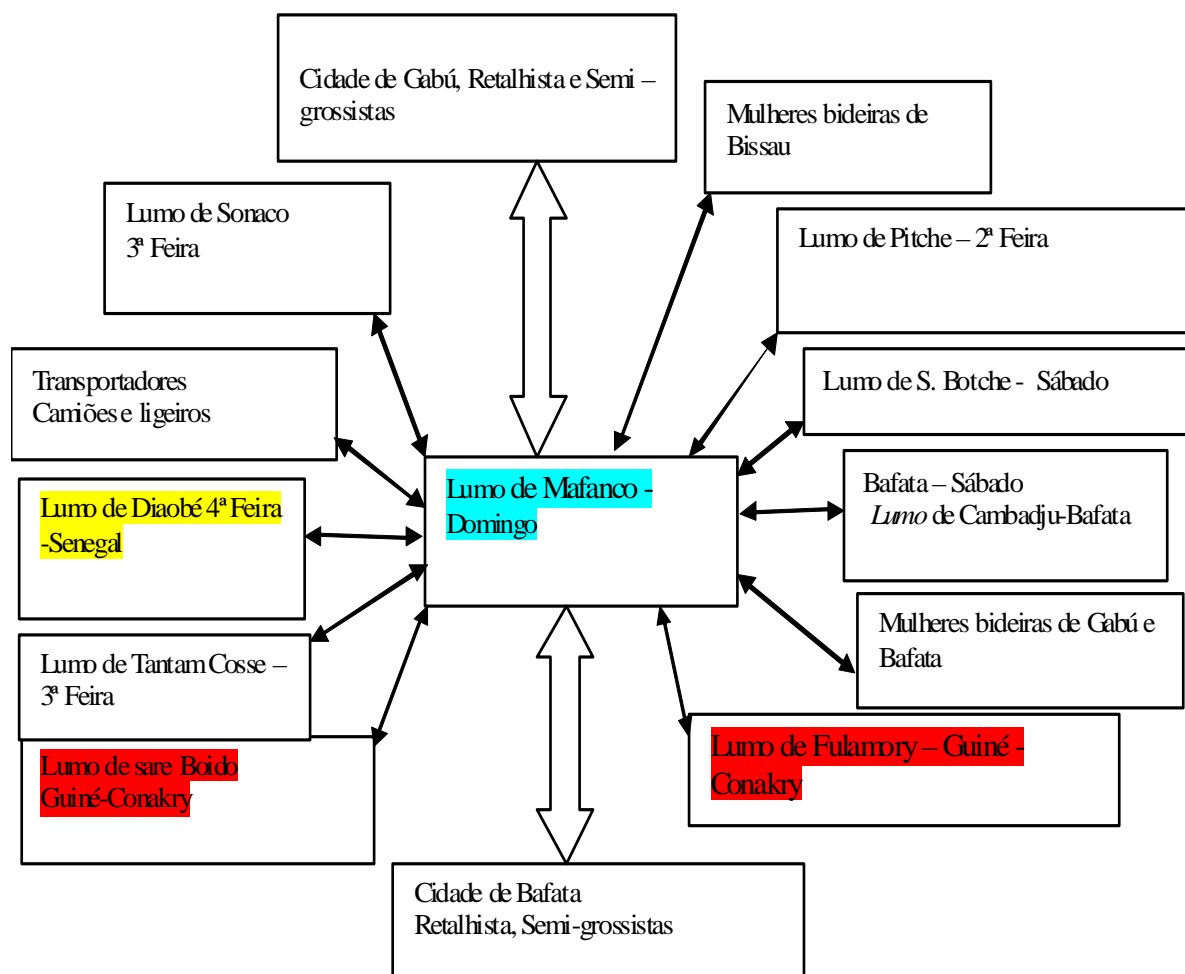 Cidade de Gabú, Retalhista e Semi –
grossistas
Mulheres bideiras de
Bissau
Lumo de Sonaco
3ª Feira
Lumo de Pitche – 2ª Feira
Transportadores
Camiões e ligeiros
Lumo de S. Botche - Sábado
Lumo de Diaobé 4ª Feira
-Senegal
Lumo de Mafanco -
Domingo
Bafata – Sábado
Lumo de Cambadju-Bafata
Lumo de Tantam Cosse –
3ª Feira
Mulheres bideiras de Gabú e
Bafata
Lumo de sare Boido
Guiné-Conakry
Lumo de Fulamory – Guiné -
Conakry
Cidade de Bafata
Retalhista, Semi-grossistas